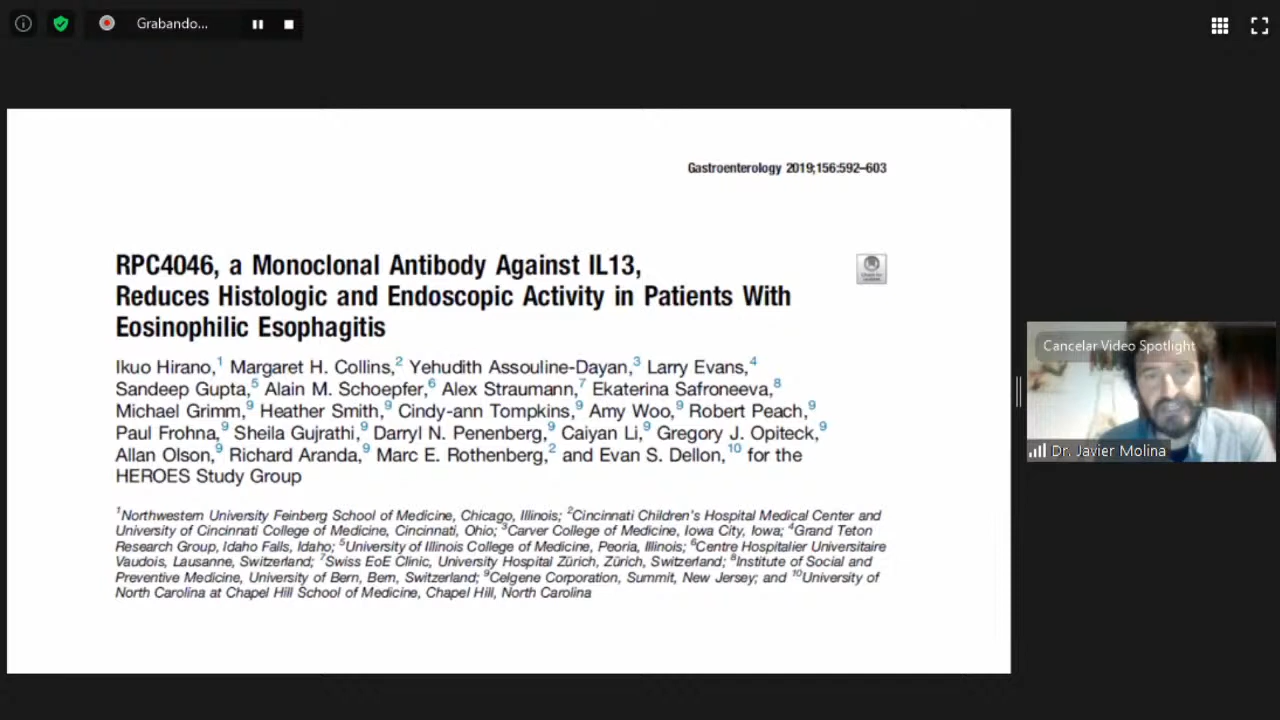 Grabando...
Gastroenterology 2019;156:592–603
RPC4046, a Monoclonal Antibody Against IL13,
Reduces Histologic and Endoscopic Activity in Patients With
Eosinophilic Esophagitis
Ikuo Hirano,1 Margaret H. Collins,2 Yehudith Assouline-Dayan,3 Larry Evans,4
Sandeep Gupta,5 Alain M. Schoepfer,6 Alex Straumann,7 Ekaterina Safroneeva,8
Michael Grimm,9 Heather Smith,9 Cindy-ann Tompkins,9 Amy Woo,9 Robert Peach,9
Paul Frohna,9 Sheila Gujrathi,9 Darryl N. Penenberg,9 Caiyan Li,9 Gregory J. Opiteck,9
Allan Olson,9 Richard Aranda,9 Marc E. Rothenberg,2 and Evan S. Dellon,10 for the
HEROES Study Group
1Northwestern University Feinberg School of Medicine, Chicago, Illinois; 2Cincinnati Children's Hospital Medical Center and
University of Cincinnati College of Medicine, Cincinnati, Ohio; 3Carver College of Medicine, Iowa City, Iowa; 4Grand Teton
Research Group, Idaho Falls, Idaho; 5University of Illinois College of Medicine, Peoria, Illinois; 6Centre Hospitalier Universitaire
Vaudois, Lausanne, Switzerland; 7Swiss EoE Clinic, University Hospital Zürich, Zürich, Switzerland; 8Institute of Social and
Preventive Medicine, University of Bern, Bern, Switzerland; 9Celgene Corporation, Summit, New Jersey; and 10University of
North Carolina at Chapel Hill School of Medicine, Chapel Hill, North Carolina
Cancelar Video Spotlight
Dr. Javier Molina